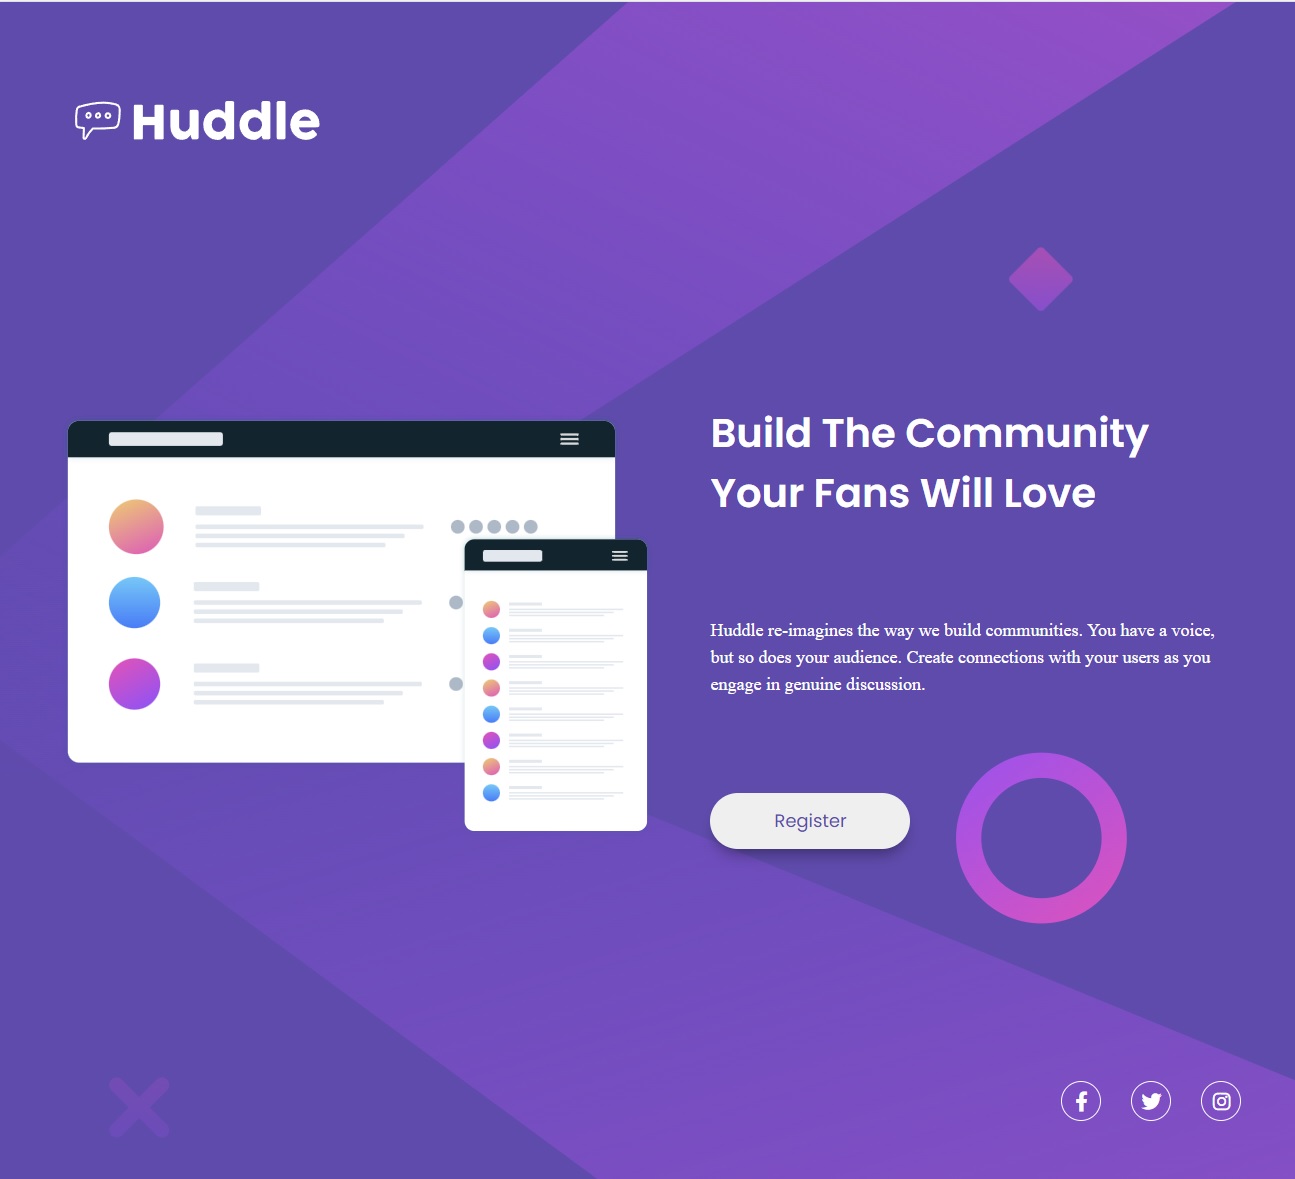 Huddle
Build The Community
Your Fans Will Love
Huddle re-imagines the way we build communities. You have a voice,
but so does your audience. Create connections with your users as you
engage in genuine discussion.
Register